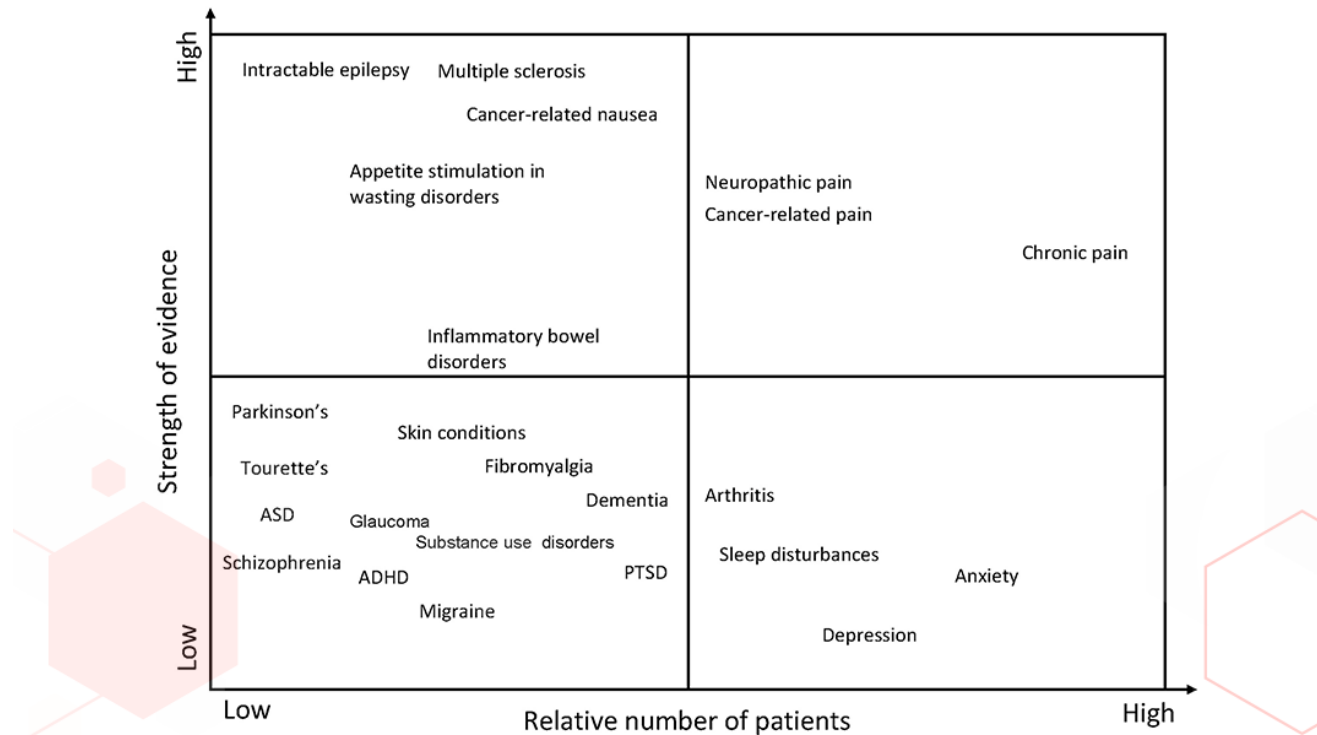 High
Intractable epilepsy
Multiple sclerosis
Cancer-related nausea
Appetite stimulation in
wasting disorders
Neuropathic pain
Cancer-related pain
Chronic pain
Inflammatory bowel
disorders
Strength of evidence
Parkinson’s
Skin conditions
Tourette’s
Fibromyalgia
Dementia
Arthritis
ASD
Glaucoma
Substance use disorders
Sleep disturbances
Schizophrenia
ADHD
PTSD
Anxiety
Migraine
Depression
Low
Low
Relative number of patients
High